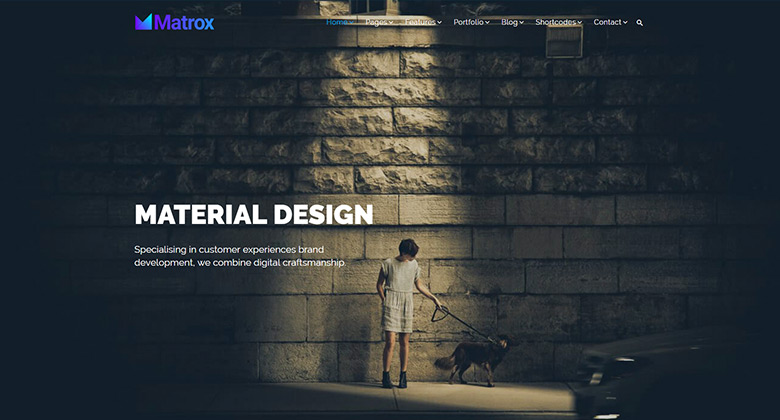 Matrox
Home Pages Features Portfolio Blog Shortcodes Contact
MATERIAL DESIGN
Specialising in customer experiences brand
development, we combine digital craftsmanship.